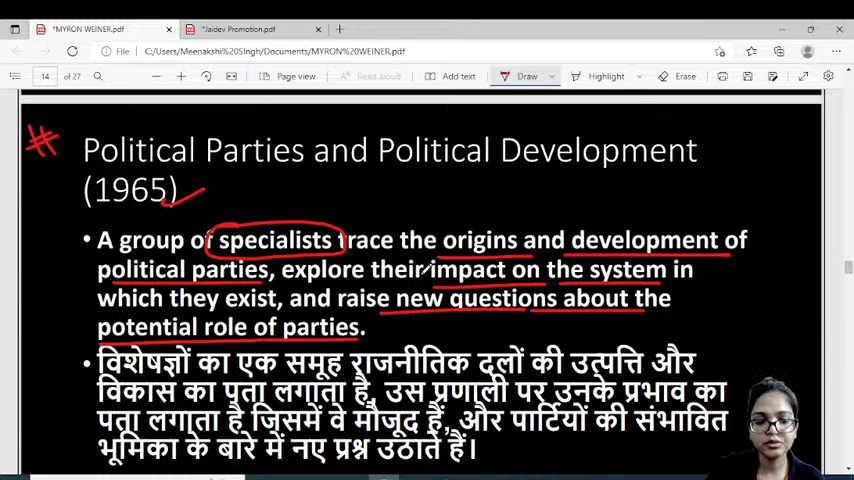 *MYRON WEINER.pdf
*Jaidev Promotion.pdf
File
C:/Users/Meenakshi%20Singh/Documents/MYRON%20WEINER.pdf
14 of 27
Page view
Read aloud
Add text
Draw
Highlight
Erase
Political Parties and Political Development
(1965)
• A group of specialists trace the origins and development of
political parties, explore their impact on the system in
which they exist, and raise new questions about the
potential role of parties.
• विशेषज्ञों का एक समूह राजनीतिक दलों की उत्पत्ति और
विकास का पता लगाता है, उस प्रणाली पर उनके प्रभाव का
पता लगाता है जिसमें वे मौजूद हैं, और पार्टियों की संभावित
भूमिका के बारे में नए प्रश्न उठाते हैं।